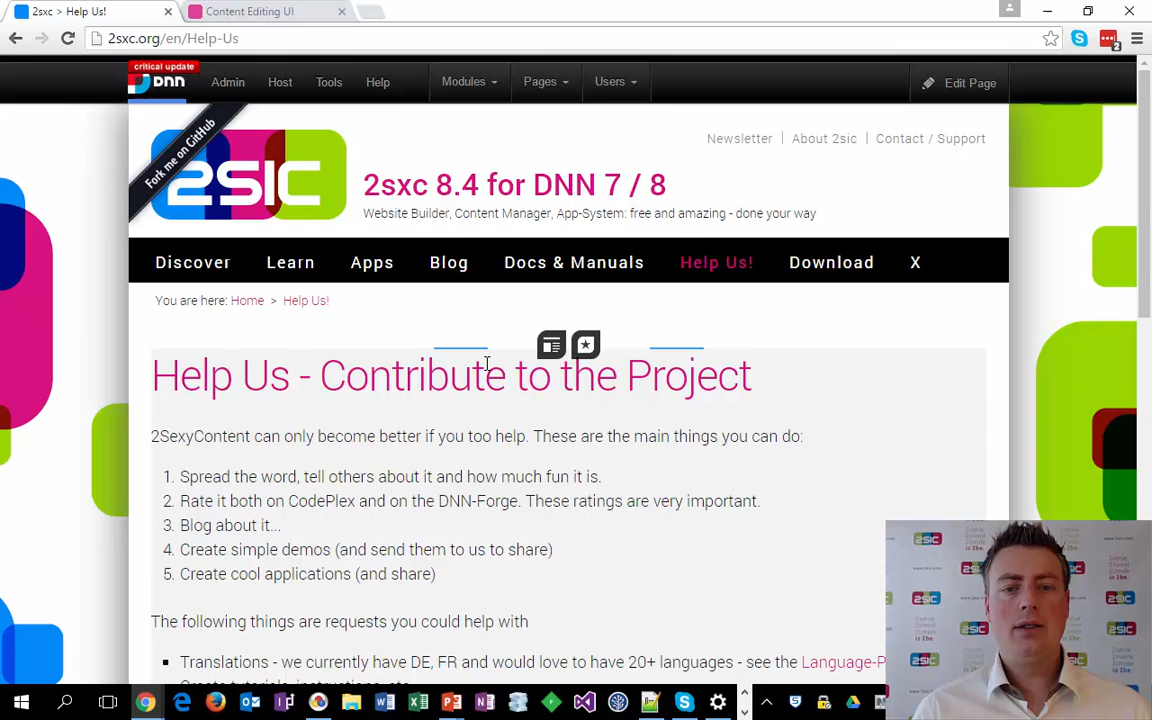 2sxc > Help Us!
Content Editing UI
2sxc.org/en/Help-Us
2
critical update
DNN
Admin
Host
Tools
Help
Modules
Pages
Users
Edit Page
Fork me on GitHub
2SIC
Newsletter
About 2sic
Contact / Support
2sxc 8.4 for DNN 7 / 8
Website Builder, Content Manager, App-System: free and amazing - done your way
Discover
Learn
Apps
Blog
Docs & Manuals
Help Us!
Download
X
You are here: Home > Help Us!
Help Us - Contribute to the Project
2SexyContent can only become better if you too help. These are the main things you can do:
1. Spread the word, tell others about it and how much fun it is.
2. Rate it both on CodePlex and on the DNN-Forge. These ratings are very important.
3. Blog about it...
4. Create simple demos (and send them to us to share)
5. Create cool applications (and share)
The following things are requests you could help with
Translations - we currently have DE, FR and would love to have 20+ languages - see the Language-P
2SIC